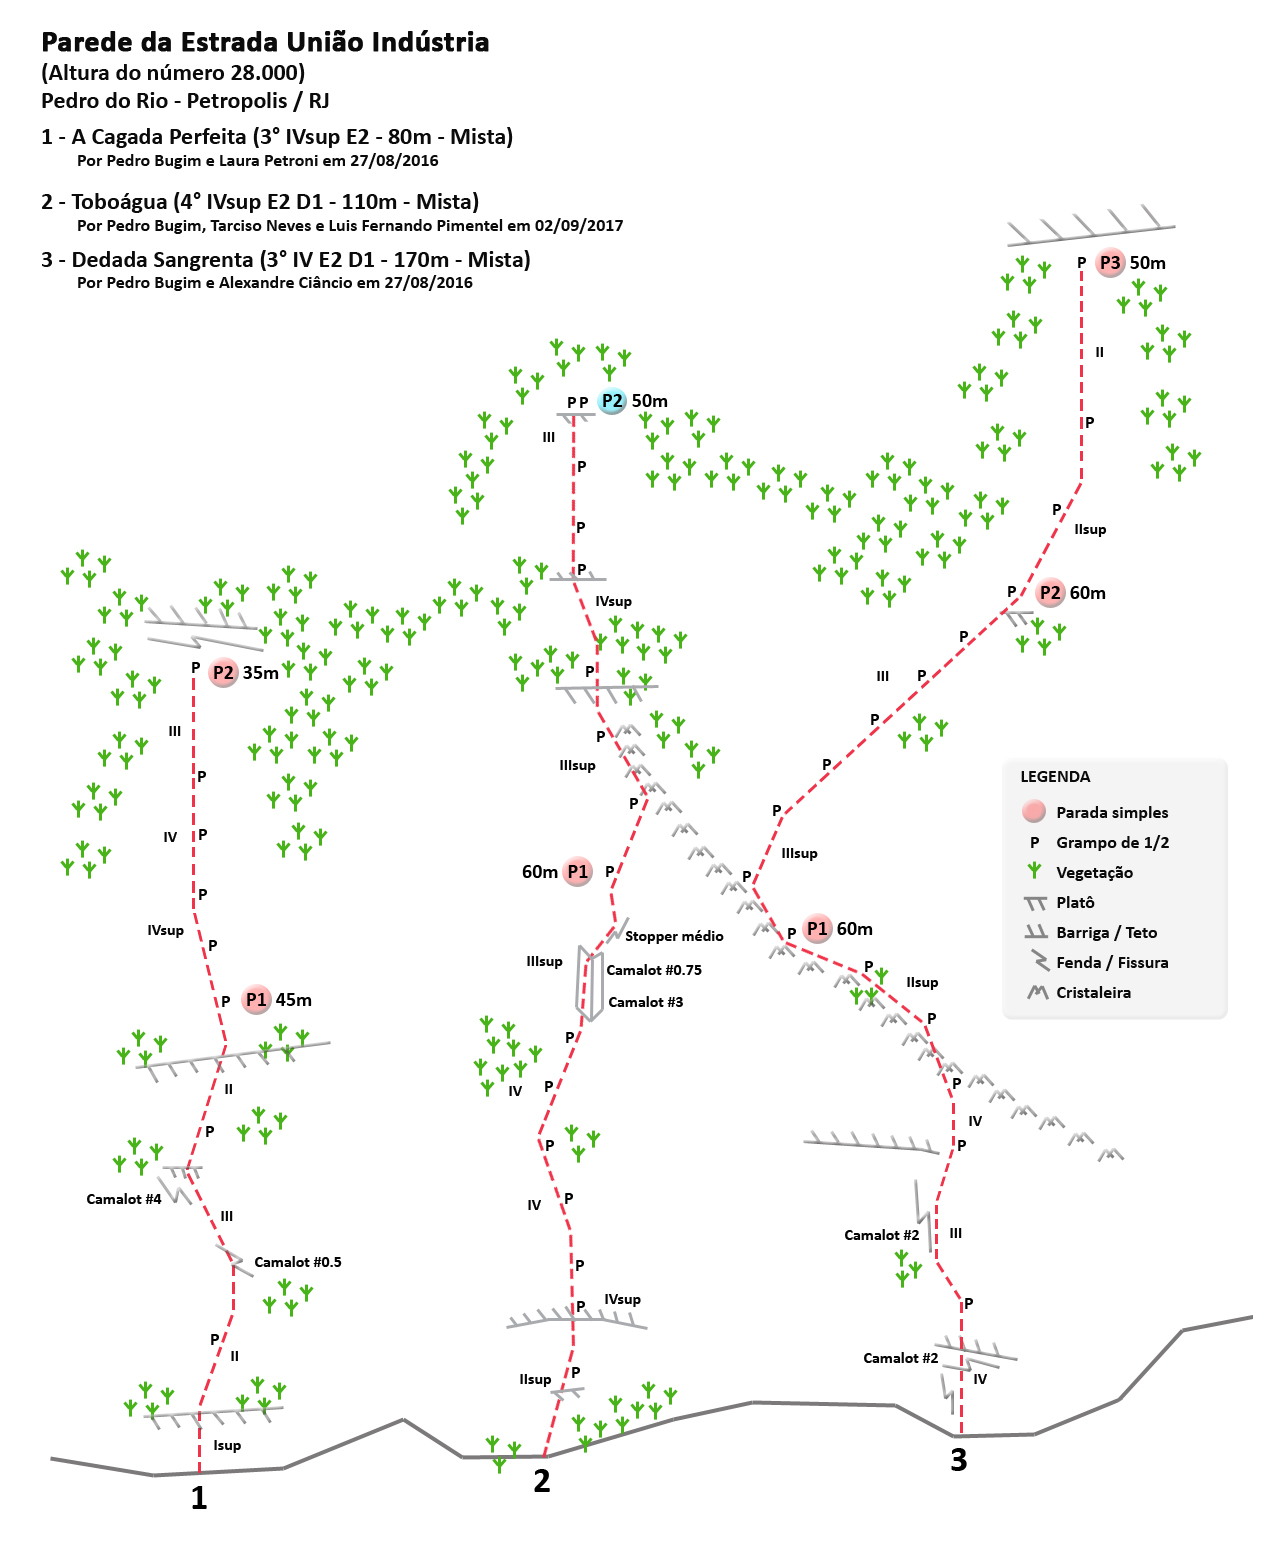 Parede da Estrada União Indústria
(Altura do número 28.000)
Pedro do Rio - Petropolis / RJ
1 - A Cagada Perfeita (3° IVsup E2 - 80m - Mista)
Por Pedro Bugim e Laura Petroni em 27/08/2016
2 - Toboágua (4° IVsup E2 D1 - 110m - Mista)
Por Pedro Bugim, Tarciso Neves e Luis Fernando Pimentel em 02/09/2017
3 - Dedada Sangrenta (3° IV E2 D1 - 170m - Mista)
Por Pedro Bugim e Alexandre Ciâncio em 27/08/2016
P P2 35m
III
P
IV P
P
IVsup
P
P P1 45m
II
P
Camalot #4
III
Camalot #0.5
P
II
Isup
1
P P P2 50m
III
P
P
P
IVsup
P
P
IIIsup
P
60m P1 P
Stopper médio
IIIsup
Camalot #0.75
Camalot #3
P
P
IV
P
P
IV
P
P IVsup
P
IIsup
2
P P3 50m
II
P
P
IIsup
P P2 60m
P
III P
P
P
P
IIIsup
P
P P1 60m
P
IIsup
P
P
IV
P
Camalot #2
III
P
Camalot #2
IV
3
LEGENDA
Parada simples
P Grampo de 1/2
Vegetação
Platô
Barriga / Teto
Fenda / Fissura
Cristaleira